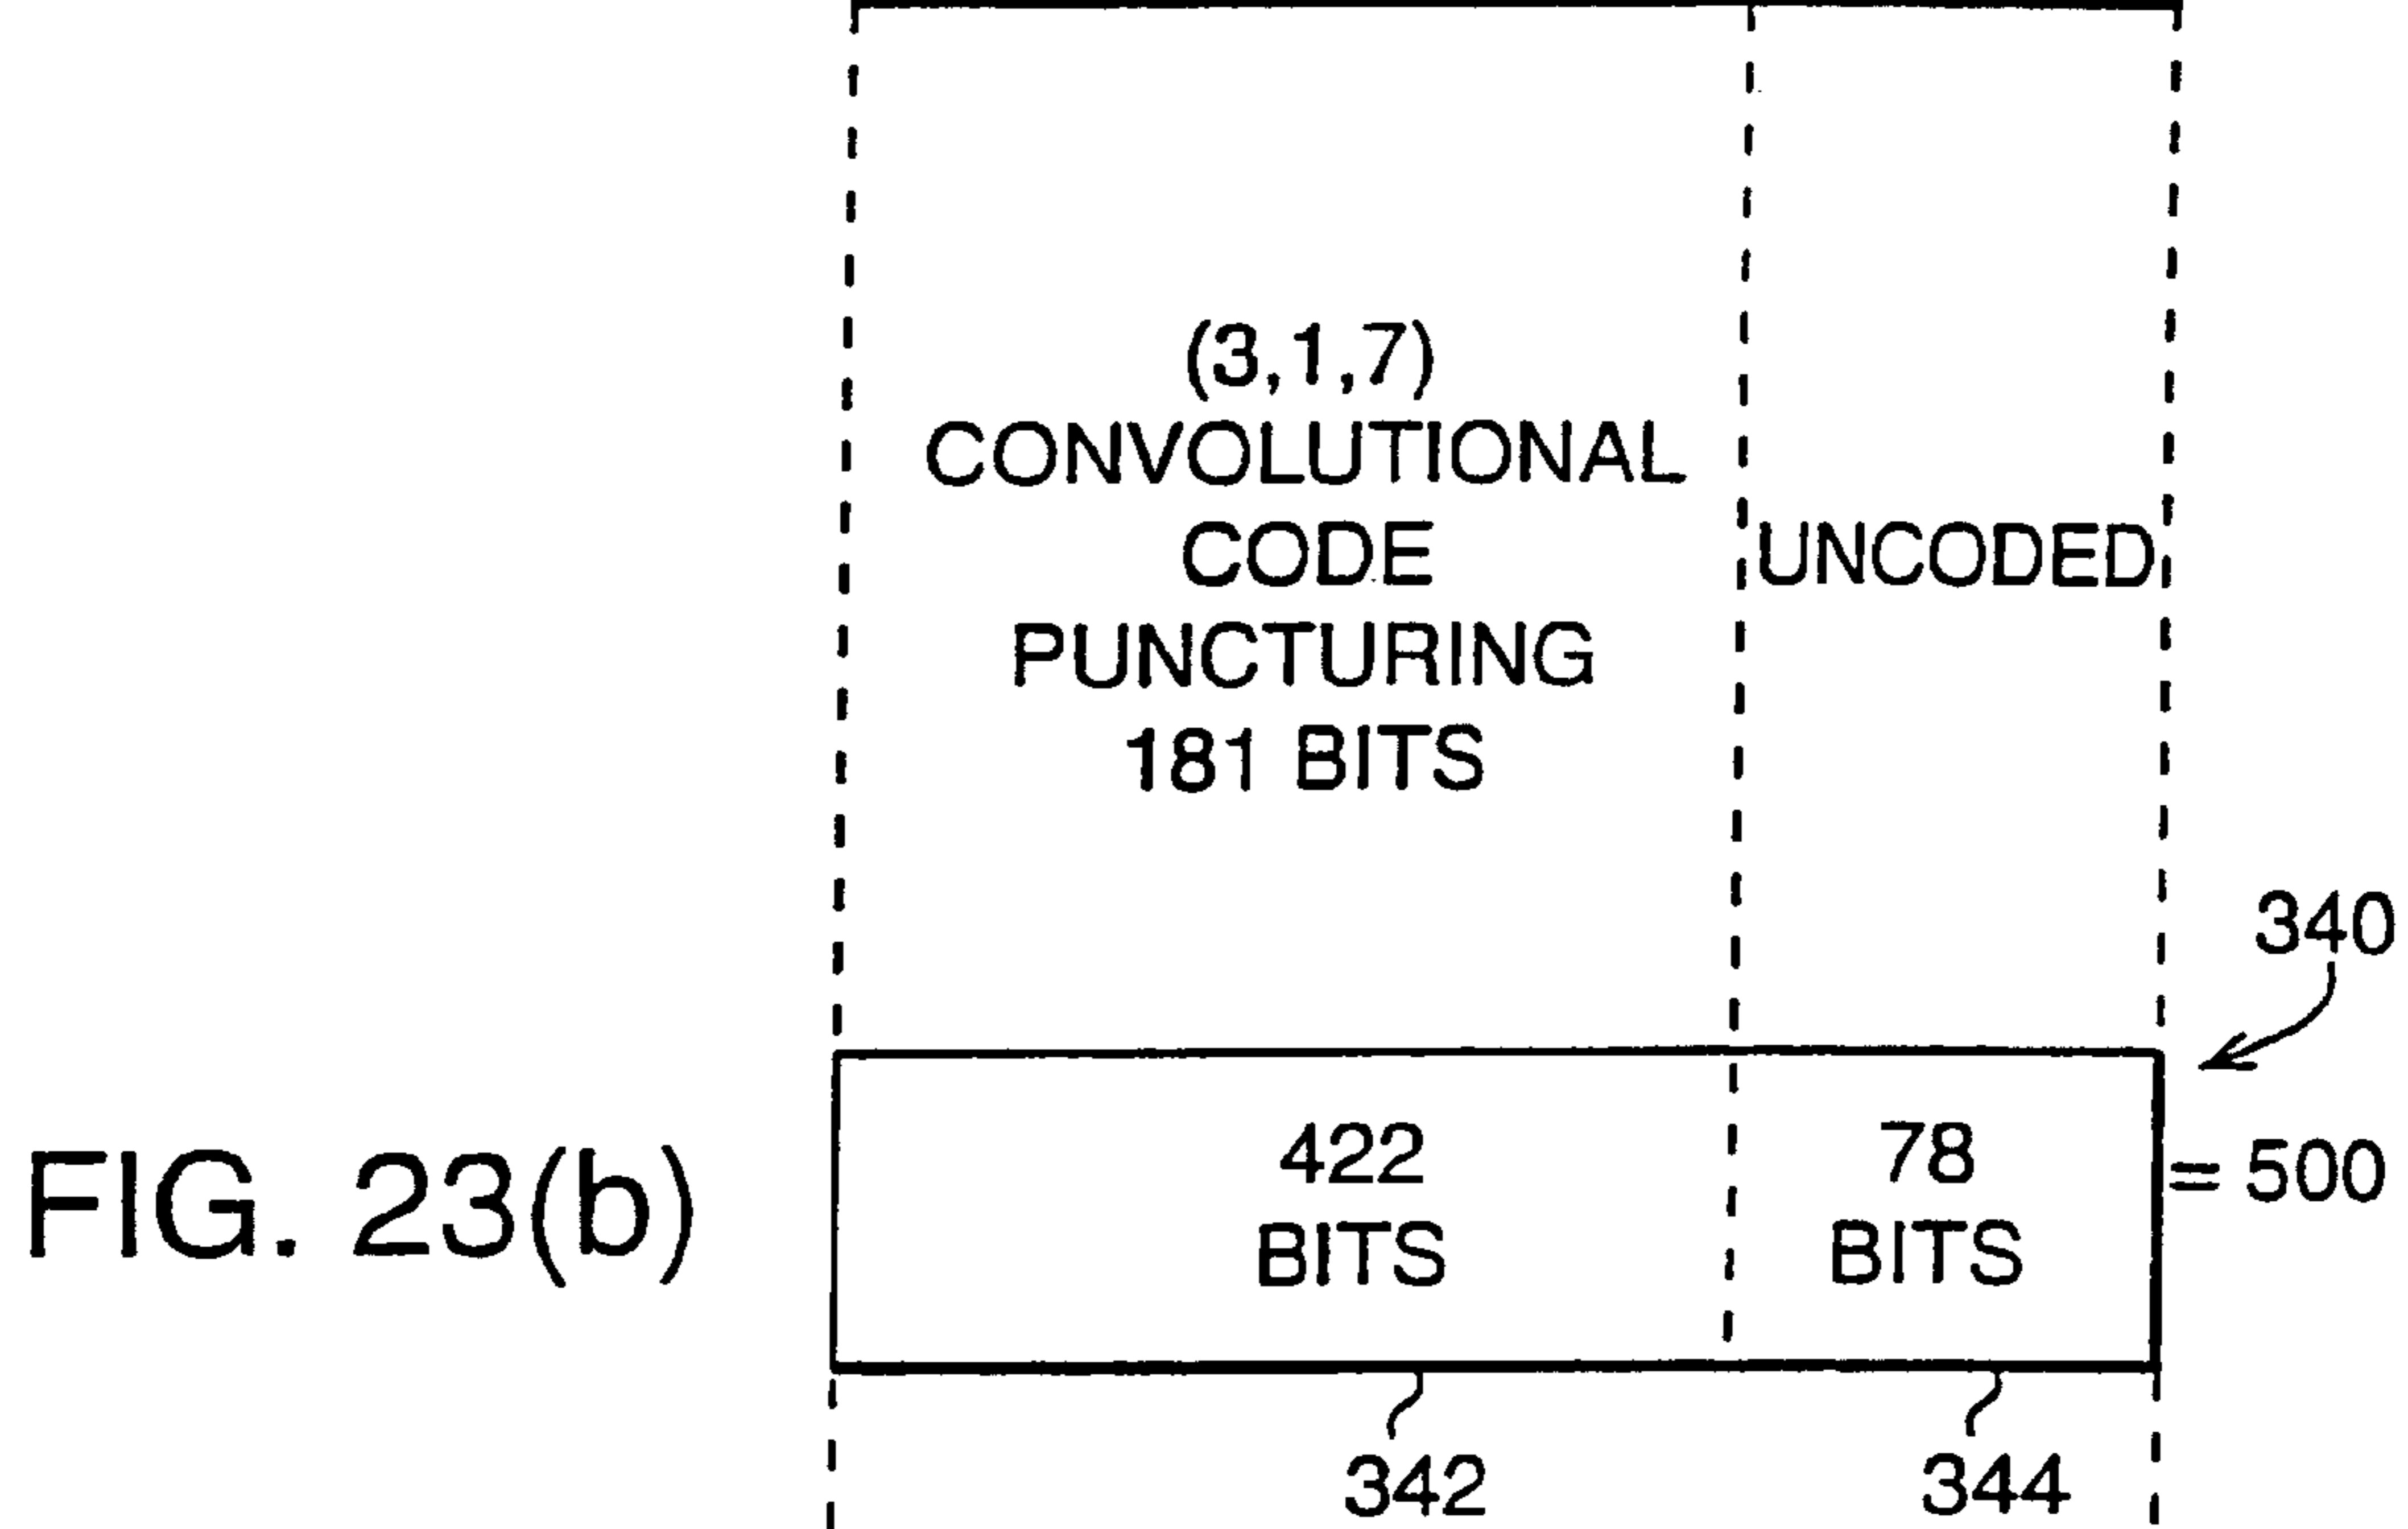 (3,1,7)
CONVOLUTIONAL
CODE
PUNCTURING
181 BITS
UNCODED
340
FIG. 23(b)
422
BITS
78
BITS
= 500
342
344